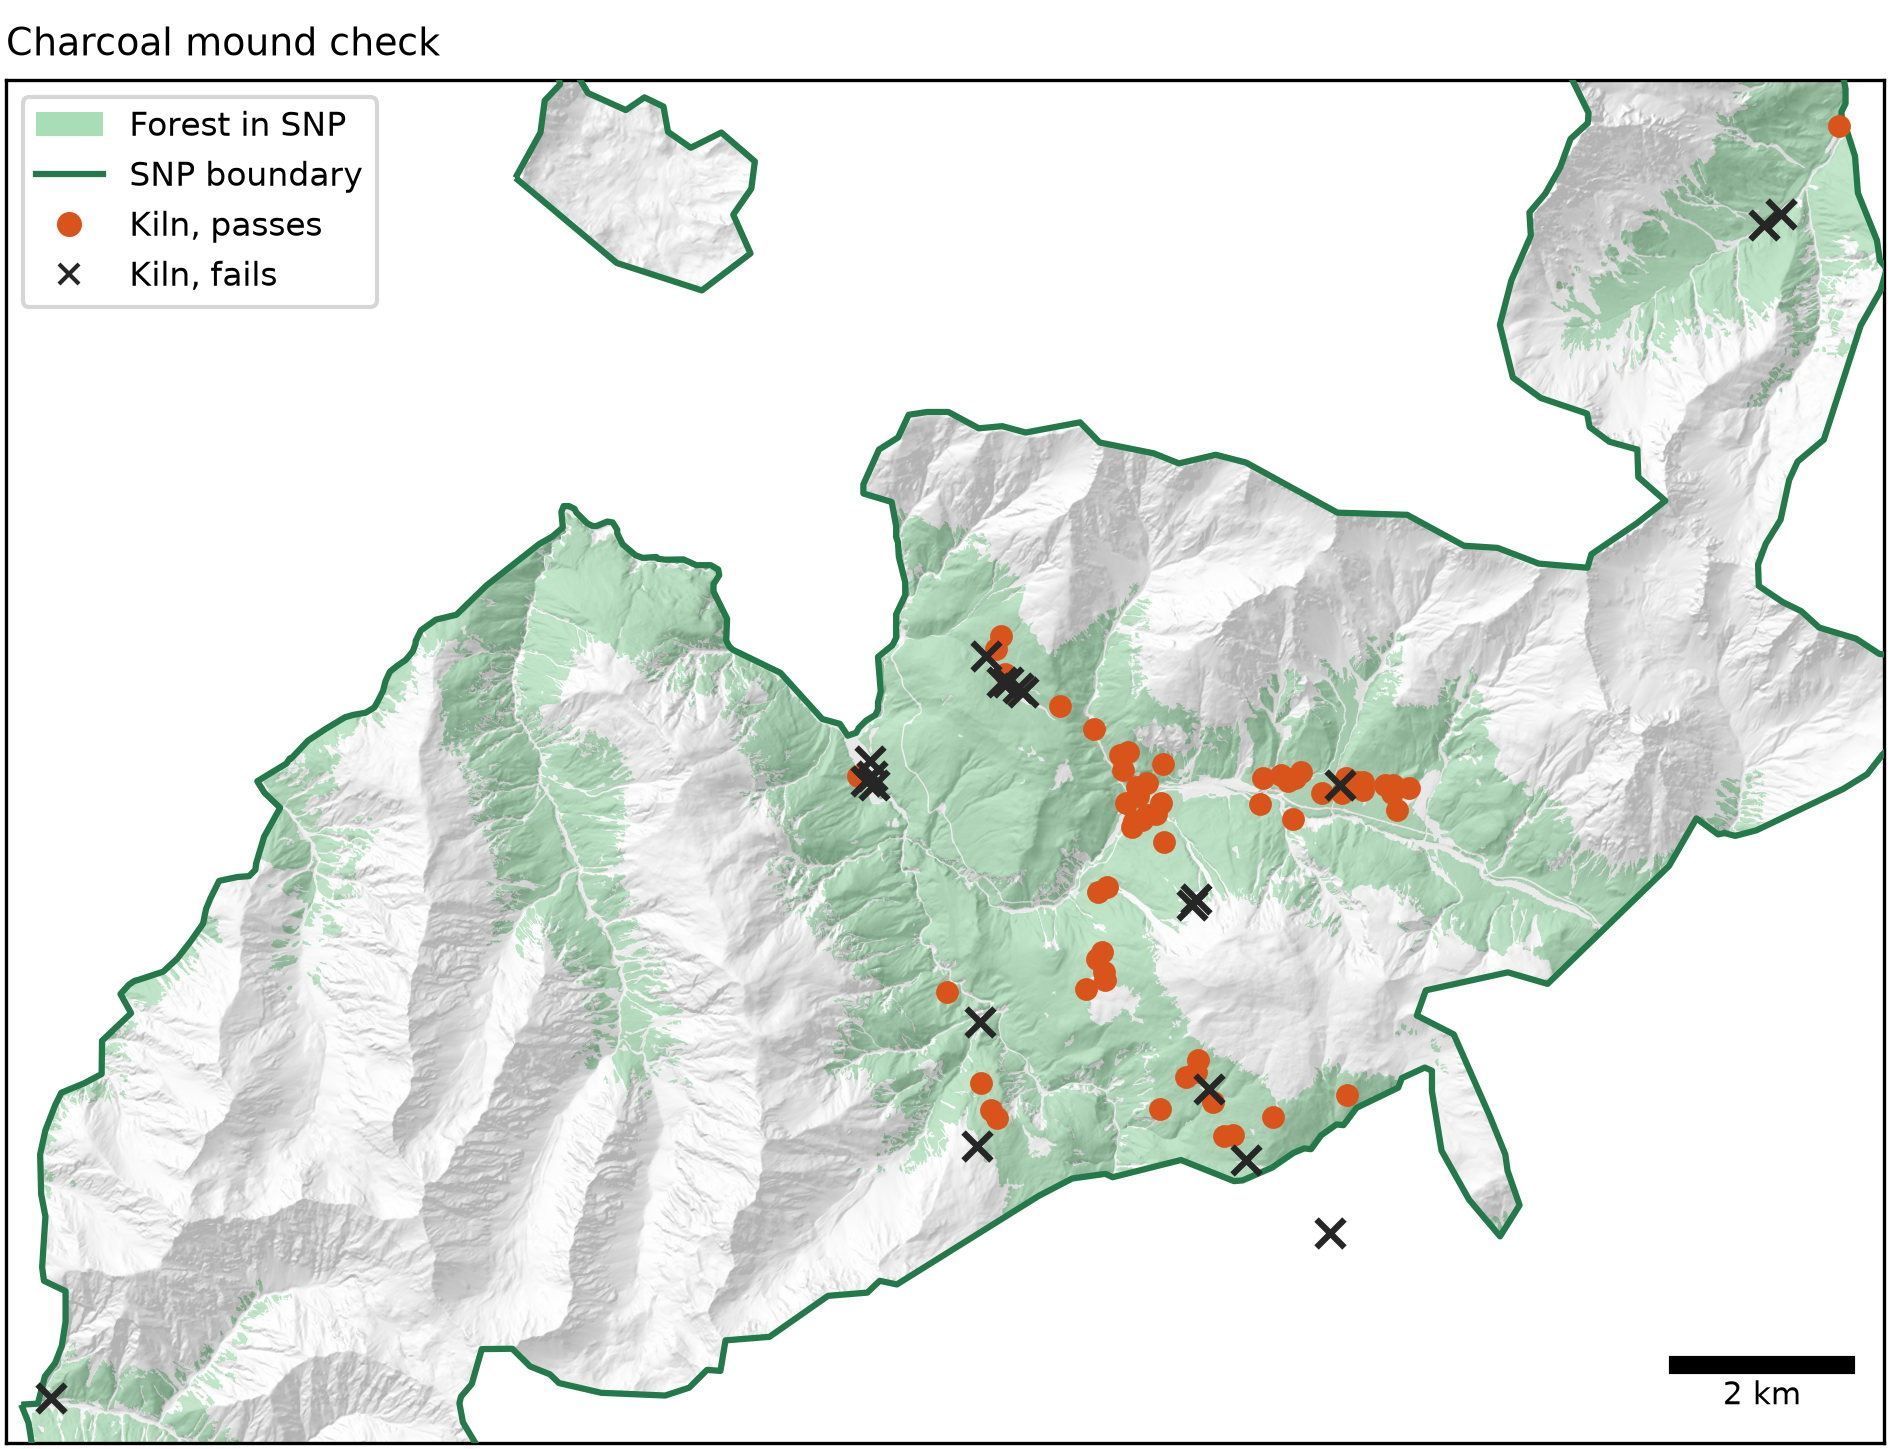 Charcoal mound check
Forest in SNP
SNP boundary
Kiln, passes
Kiln, fails
2 km